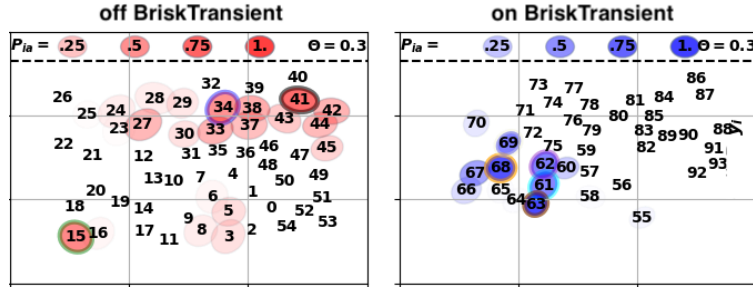 off BriskTransient
on BriskTransient
P_ia = .25 .5 .75 1. Θ = 0.3
P_ia = .25 .5 .75 1. Θ = 0.3
40
32 39
26 28 29 34 38 41
25 24 42
23 27 33 37 43 44
30
22 21 12 31 35 36 46 47 45
48
13 10 7 4 50 49
20 6 1 51
18 19 14 5 0 52
9 53
15 16 17 11 8 3 2 54
86
73 77 87
74 78 81 84
71 76 80 85
70 72 79 83 89 90 88
69 75 59 82 91
68 62 60 57 92 93
67 61 56
66 65 58
64 63 55
y_i